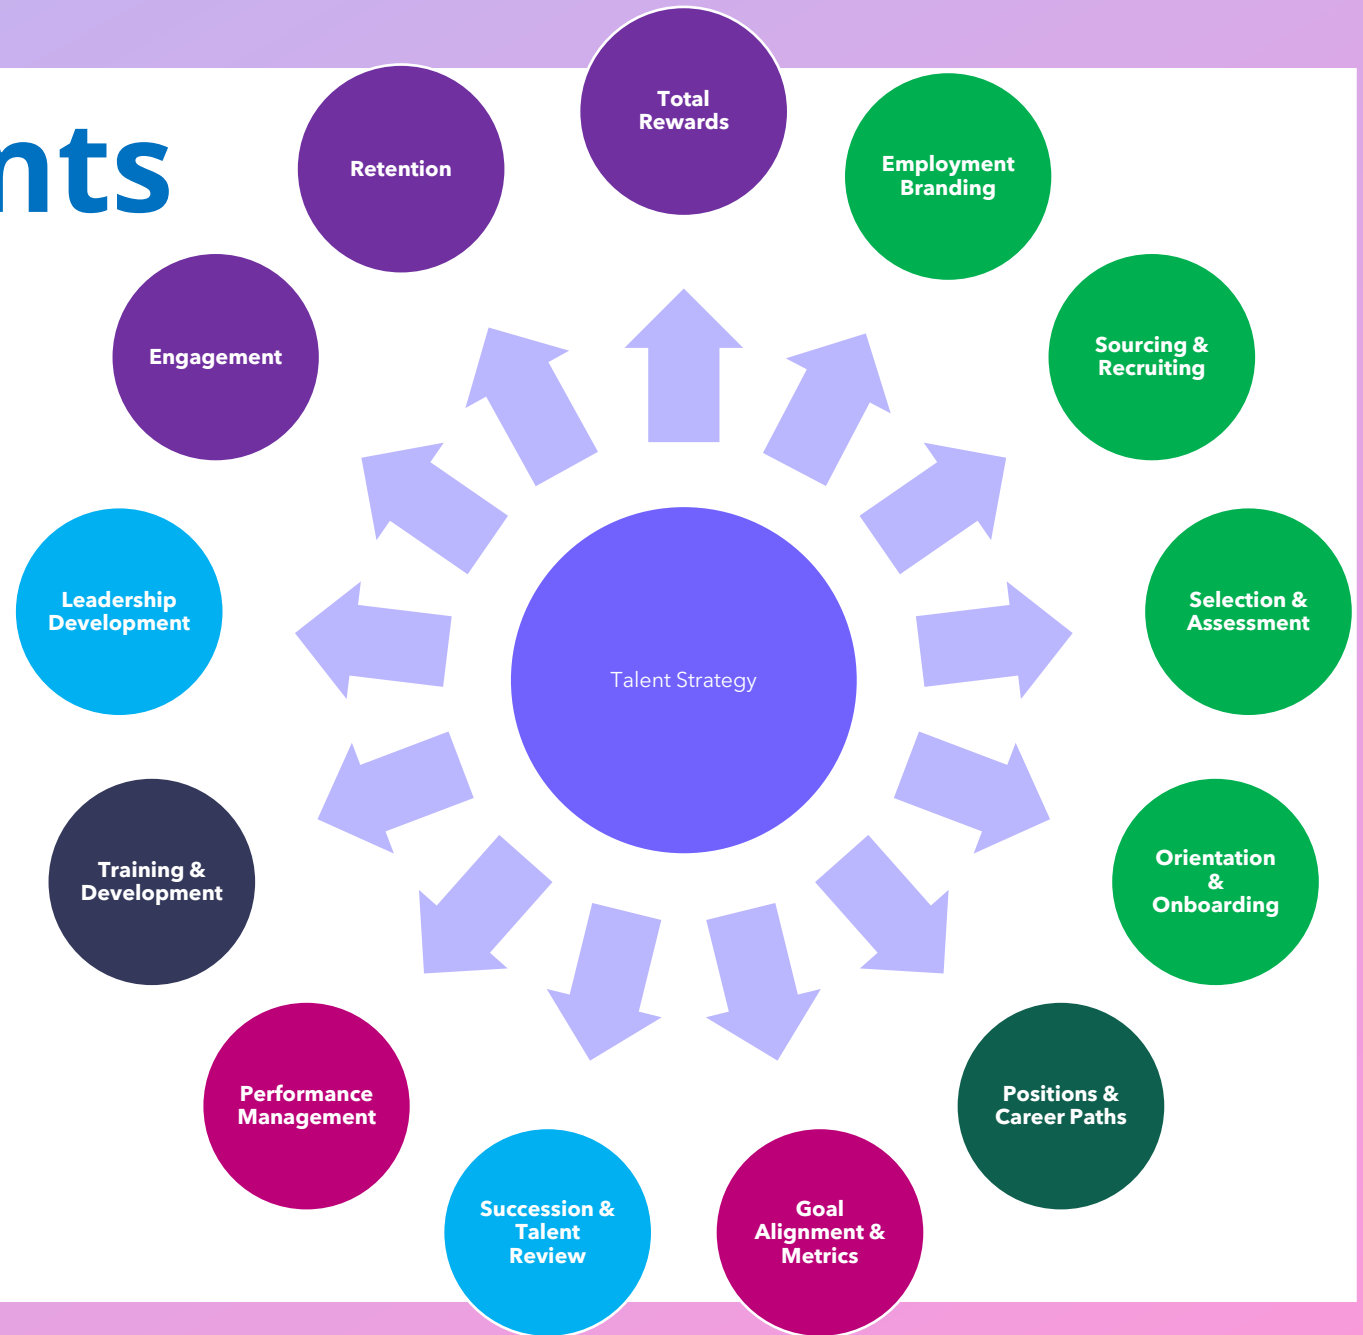 nts
Total
Rewards
Employment
Branding
Sourcing &
Recruiting
Selection &
Assessment
Orientation
&
Onboarding
Positions &
Career Paths
Goal
Alignment &
Metrics
Succession &
Talent
Review
Performance
Management
Training &
Development
Leadership
Development
Engagement
Retention
Talent Strategy